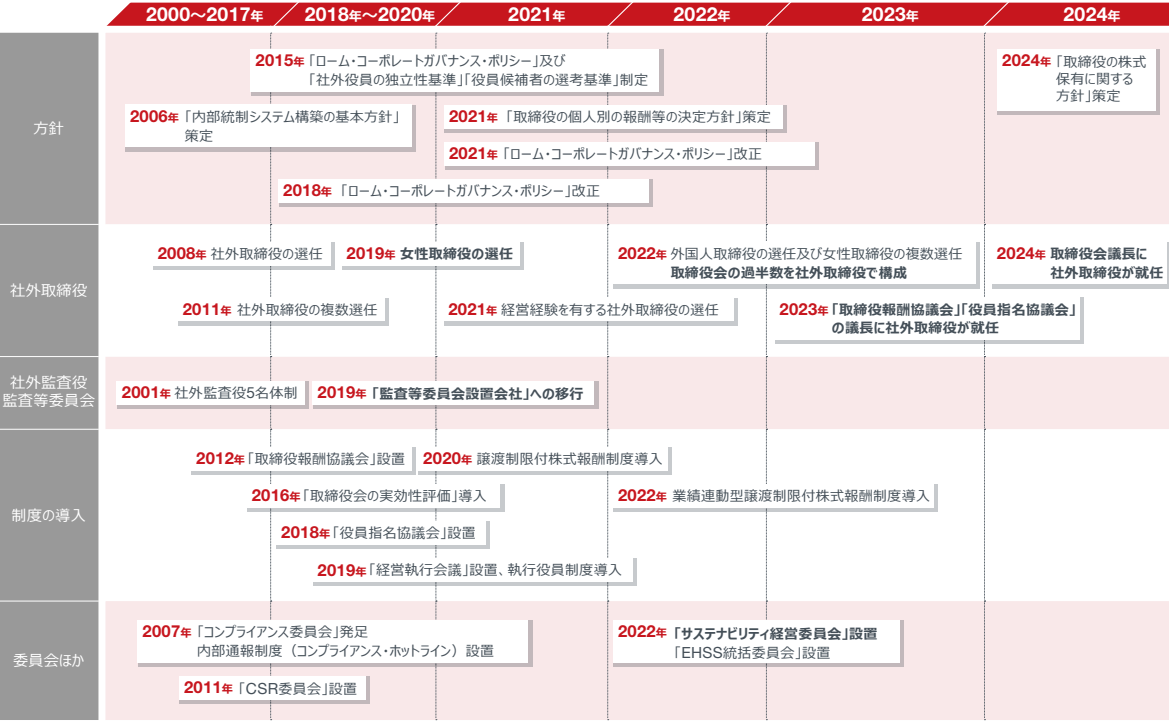 2000～2017年
2018年～2020年
2021年
2022年
2023年
2024年
方針
2015年「ローム・コーポレートガバナンス・ポリシー」及び
「社外役員の独立性基準」「役員候補者の選考基準」制定
2024年「取締役の株式
保有に関する
方針」策定
2006年「内部統制システム構築の基本方針」
策定
2021年「取締役の個人別の報酬等の決定方針」策定
2021年「ローム・コーポレートガバナンス・ポリシー」改正
2018年「ローム・コーポレートガバナンス・ポリシー」改正
社外取締役
2008年 社外取締役の選任
2019年 女性取締役の選任
2022年 外国人取締役の選任及び女性取締役の複数選任
取締役会の過半数を社外取締役で構成
2024年 取締役会議長に
社外取締役が就任
2011年 社外取締役の複数選任
2021年 経営経験を有する社外取締役の選任
2023年「取締役報酬協議会」「役員指名協議会」
の議長に社外取締役が就任
社外監査役
監査等委員会
2001年 社外監査役5名体制
2019年 「監査等委員会設置会社」への移行
制度の導入
2012年「取締役報酬協議会」設置
2020年 譲渡制限付株式報酬制度導入
2016年「取締役会の実効性評価」導入
2022年 業績連動型譲渡制限付株式報酬制度導入
2018年「役員指名協議会」設置
2019年「経営執行会議」設置、執行役員制度導入
委員会ほか
2007年 「コンプライアンス委員会」発足
内部通報制度（コンプライアンス・ホットライン）設置
2022年 「サステナビリティ経営委員会」設置
「EHSS統括委員会」設置
2011年「CSR委員会」設置